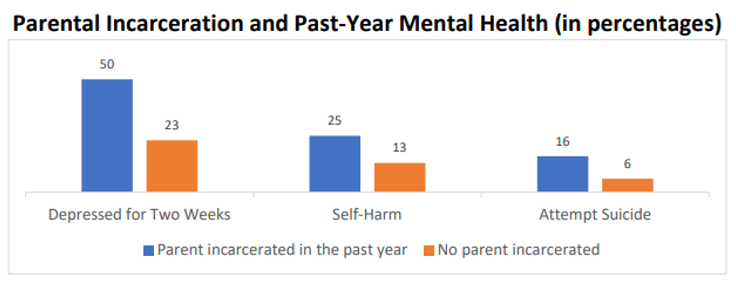 Parental Incarceration and Past-Year Mental Health (in percentages)
50
23
25
13
16
6
Depressed for Two Weeks
Self-Harm
Attempt Suicide
Parent incarcerated in the past year
No parent incarcerated